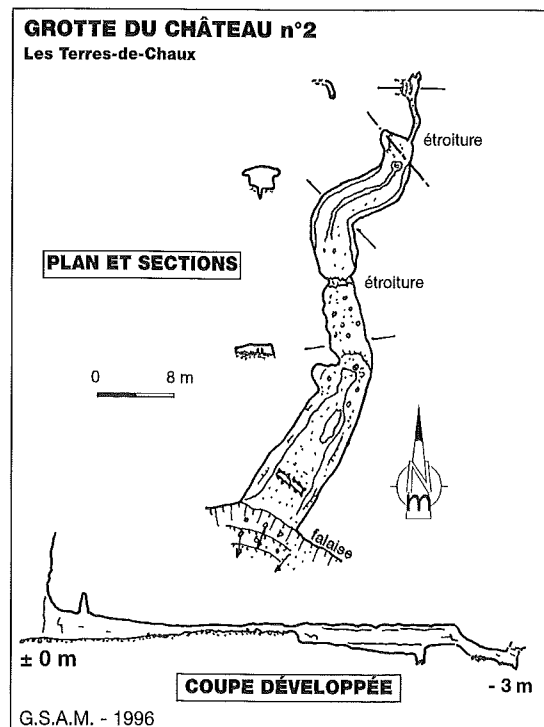 GROTTE DU CHÂTEAU n°2
Les Terres-de-Chaux
étroiture
PLAN ET SECTIONS
étroiture
0 8 m
N
falaise
± 0 m
- 3 m
COUPE DÉVELOPPÉE
G.S.A.M. - 1996